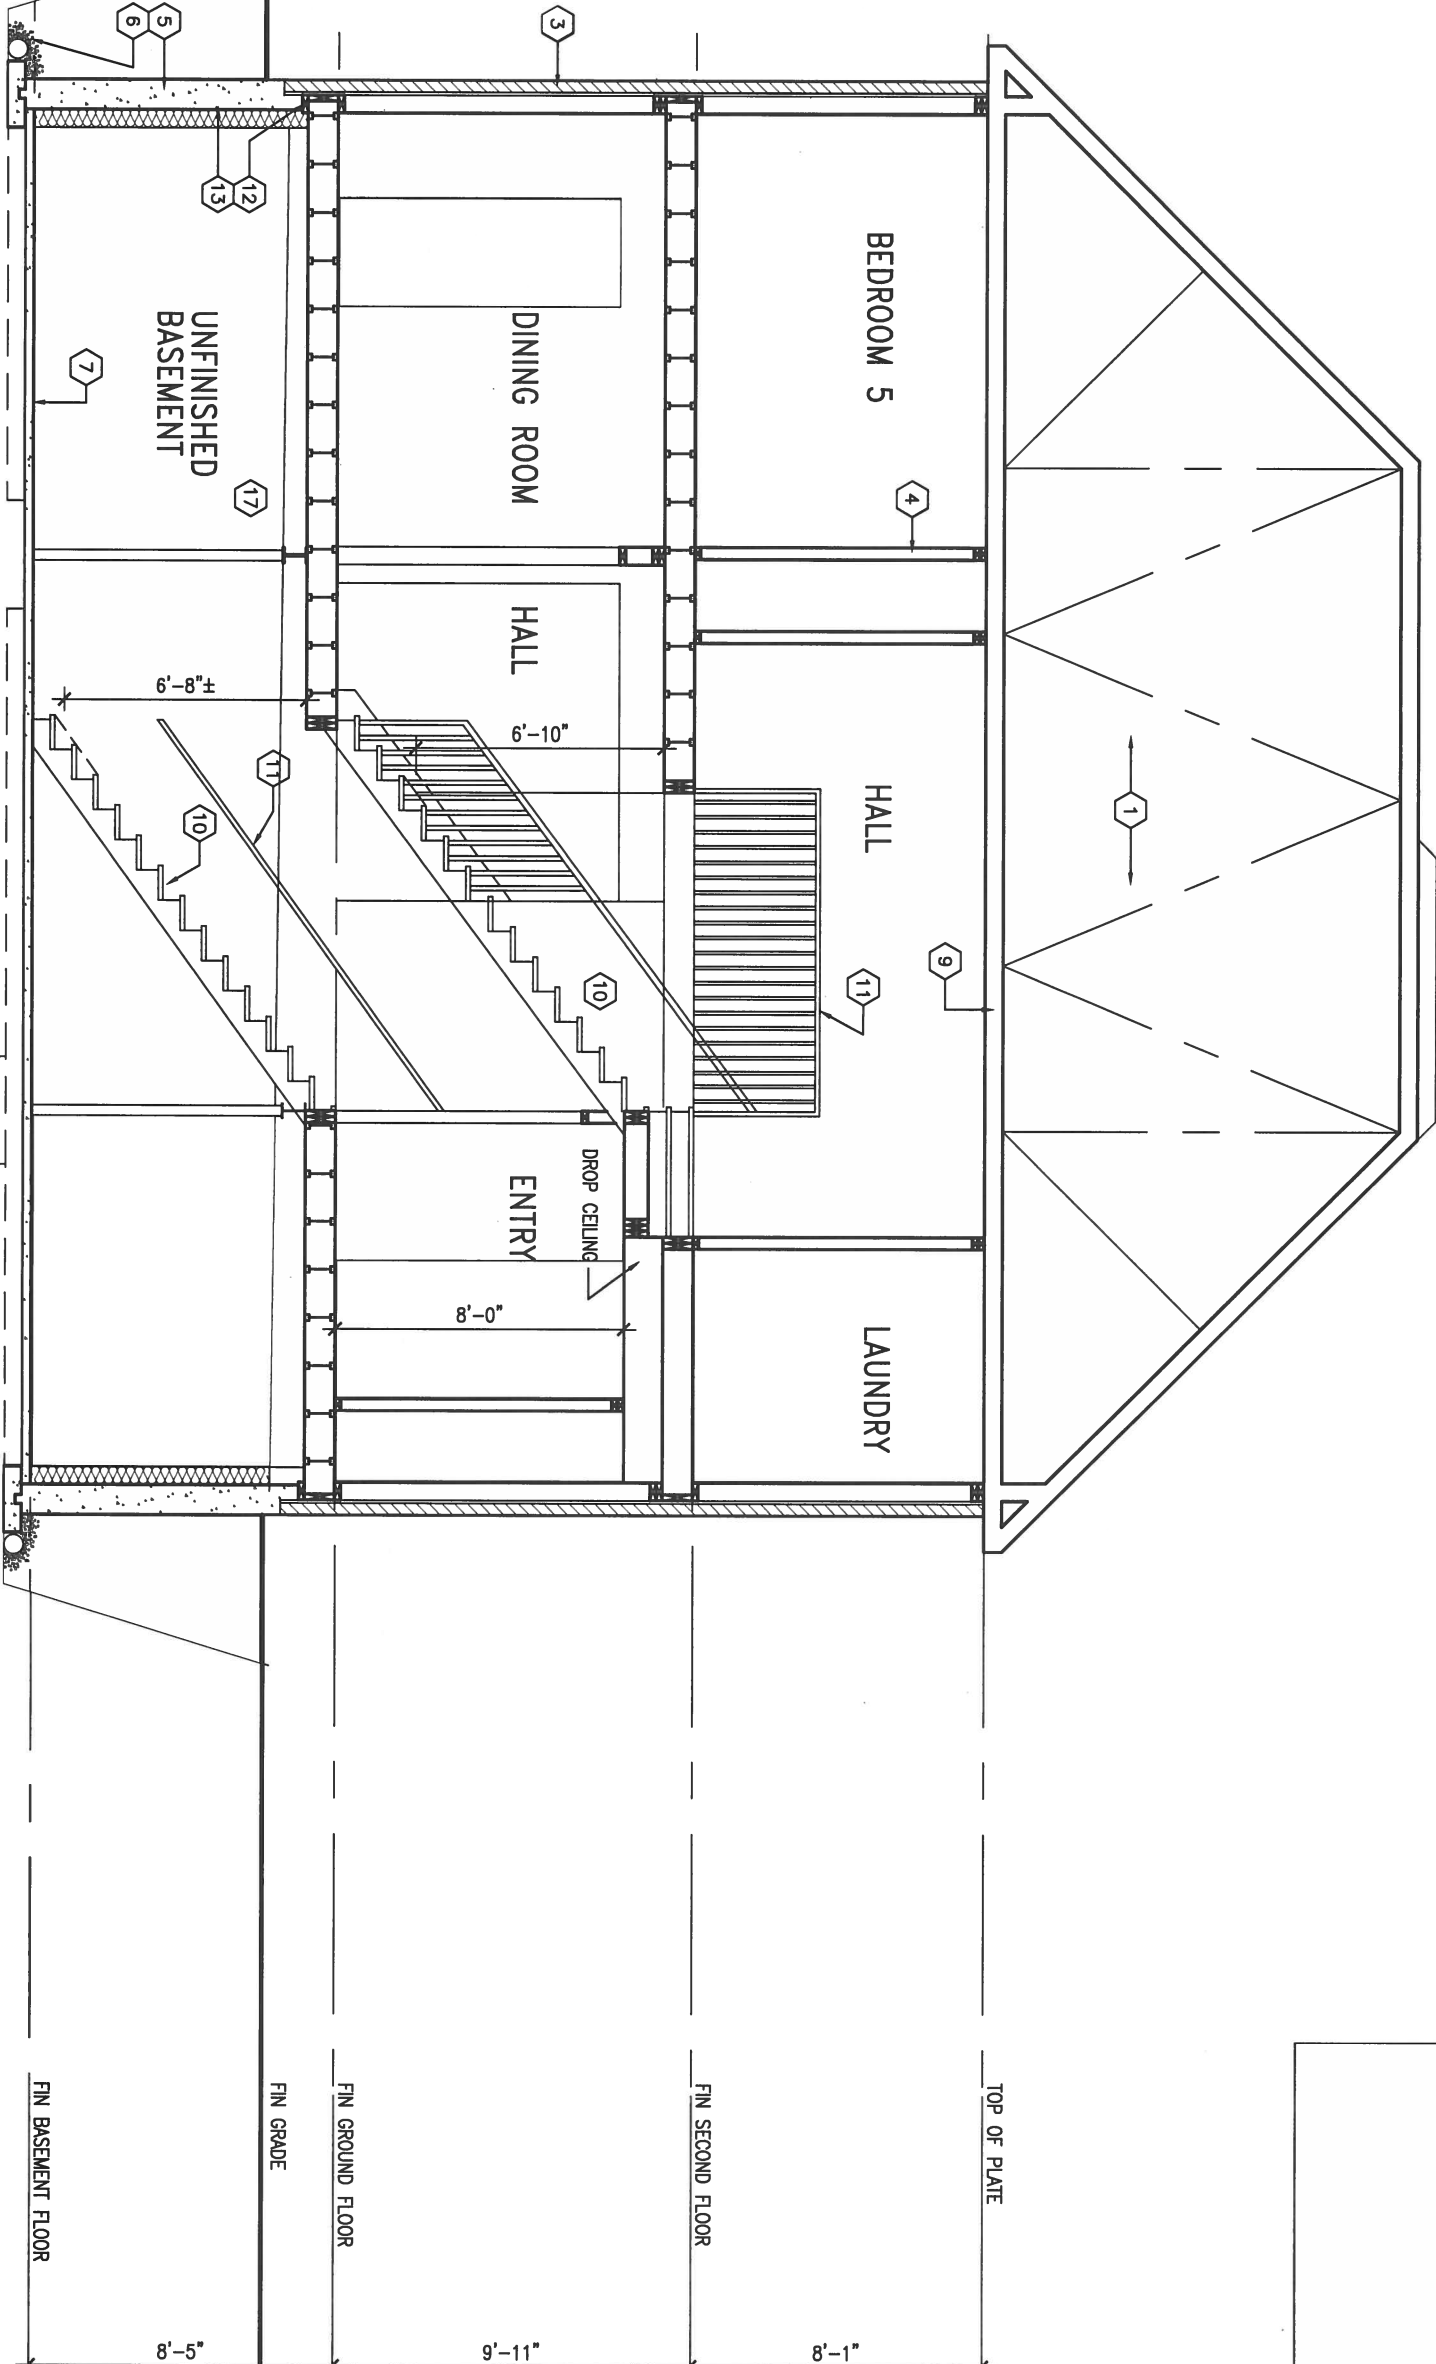 1
9
TOP OF PLATE
BEDROOM 5
4
HALL
11
LAUNDRY
8'-1"
FIN SECOND FLOOR
3
DINING ROOM
HALL
6'-10"
10
DROP CEILING
ENTRY
8'-0"
9'-11"
FIN GROUND FLOOR
FIN GRADE
12
13
17
11
UNFINISHED
BASEMENT
6'-8"±
10
8'-5"
5
6
7
FIN BASEMENT FLOOR